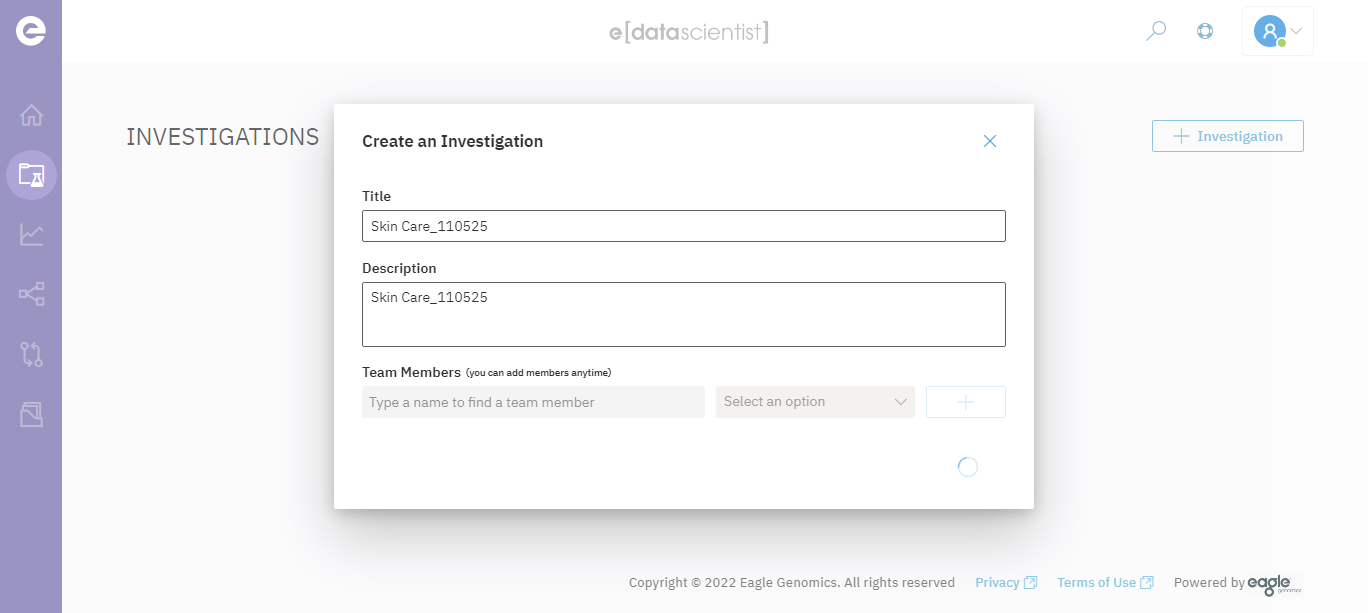 e[datascientist]
INVESTIGATIONS
Investigation
Create an Investigation
Title
Skin Care_110525
Description
Skin Care_110525
Team Members (you can add members anytime)
Type a name to find a team member
Select an option
Copyright © 2022 Eagle Genomics. All rights reserved
Privacy
Terms of Use
Powered by eagle genomics